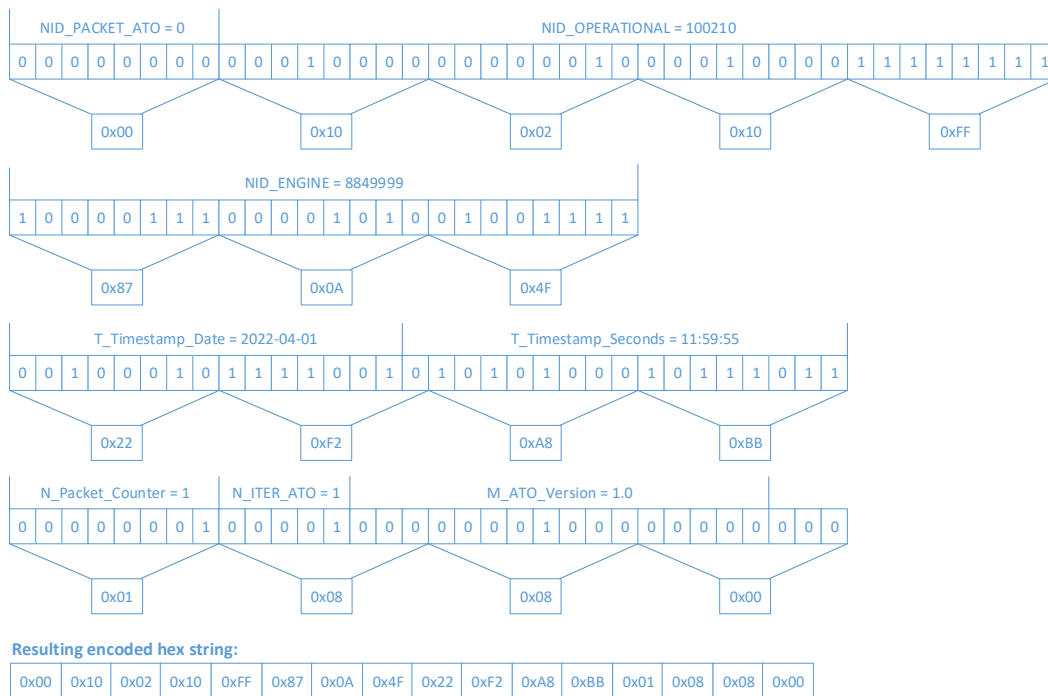 NID_PACKET_ATO = 0 NID_OPERATIONAL = 100210
0 0 0 0 0 0 0 0 0 0 0 1 0 0 0 0 0 0 0 0 0 0 1 0 0 0 0 1 0 0 0 0 1 1 1 1 1 1 1 1
0x00 0x10 0x02 0x10 0xFF
NID_ENGINE = 8849999
1 0 0 0 0 1 1 1 0 0 0 0 1 0 1 0 0 1 0 0 1 1 1 1
0x87 0x0A 0x4F
T_Timestamp_Date = 2022-04-01 T_Timestamp_Seconds = 11:59:55
0 0 1 0 0 0 1 0 1 1 1 1 0 0 1 0 1 0 1 0 1 0 0 0 1 0 1 1 1 0 1 1
0x22 0xF2 0xA8 0xBB
N_Packet_Counter = 1 N_ITER_ATO = 1 M_ATO_Version = 1.0
0 0 0 0 0 0 0 1 0 0 0 0 1 0 0 0 0 0 0 0 1 0 0 0 0 0 0 0 0 0 0 0
0x01 0x08 0x08 0x00
Resulting encoded hex string:
0x00 0x10 0x02 0x10 0xFF 0x87 0x0A 0x4F 0x22 0xF2 0xA8 0xBB 0x01 0x08 0x08 0x00